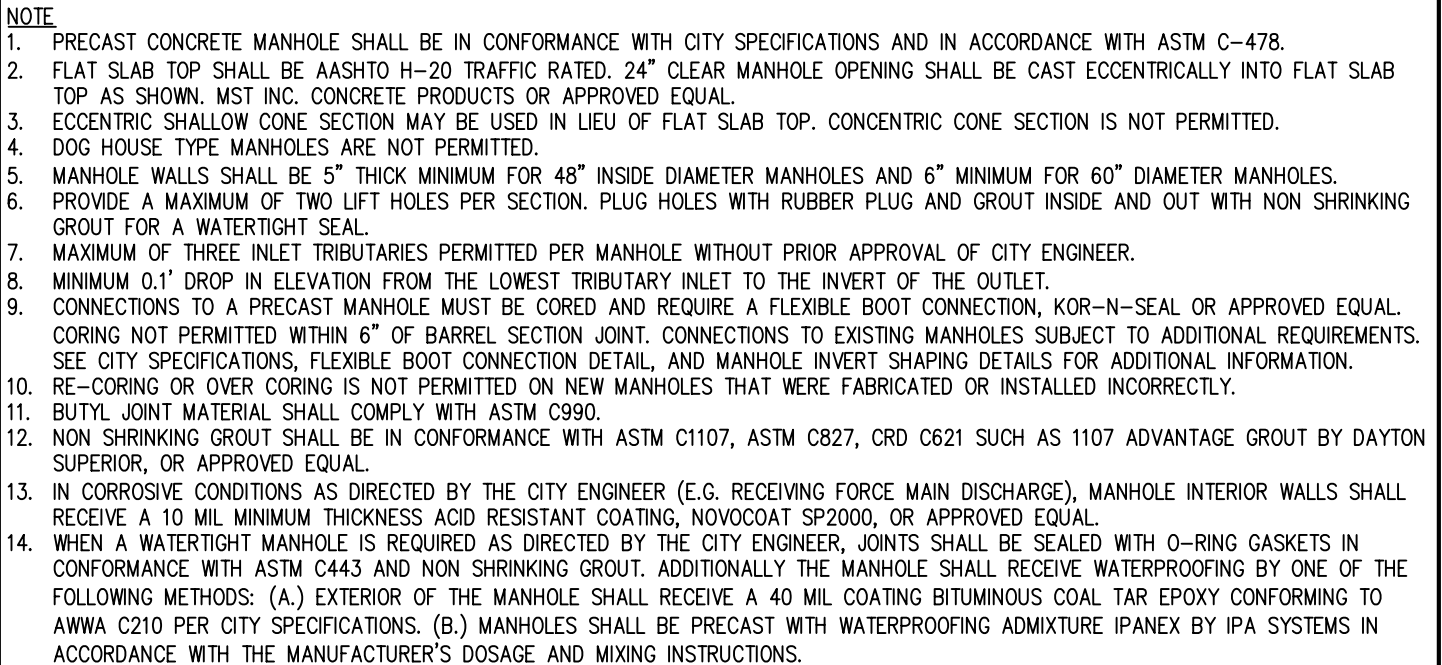 NOTE
1. PRECAST CONCRETE MANHOLE SHALL BE IN CONFORMANCE WITH CITY SPECIFICATIONS AND IN ACCORDANCE WITH ASTM C-478.
2. FLAT SLAB TOP SHALL BE AASHTO H-20 TRAFFIC RATED. 24" CLEAR MANHOLE OPENING SHALL BE CAST ECCENTRICALLY INTO FLAT SLAB
TOP AS SHOWN. MST INC. CONCRETE PRODUCTS OR APPROVED EQUAL.
3. ECCENTRIC SHALLOW CONE SECTION MAY BE USED IN LIEU OF FLAT SLAB TOP. CONCENTRIC CONE SECTION IS NOT PERMITTED.
4. DOG HOUSE TYPE MANHOLES ARE NOT PERMITTED.
5. MANHOLE WALLS SHALL BE 5" THICK MINIMUM FOR 48" INSIDE DIAMETER MANHOLES AND 6" MINIMUM FOR 60" DIAMETER MANHOLES.
6. PROVIDE A MAXIMUM OF TWO LIFT HOLES PER SECTION. PLUG HOLES WITH RUBBER PLUG AND GROUT INSIDE AND OUT WITH NON SHRINKING
GROUT FOR A WATERTIGHT SEAL.
7. MAXIMUM OF THREE INLET TRIBUTARIES PERMITTED PER MANHOLE WITHOUT PRIOR APPROVAL OF CITY ENGINEER.
8. MINIMUM 0.1' DROP IN ELEVATION FROM THE LOWEST TRIBUTARY INLET TO THE INVERT OF THE OUTLET.
9. CONNECTIONS TO A PRECAST MANHOLE MUST BE CORED AND REQUIRE A FLEXIBLE BOOT CONNECTION, KOR-N-SEAL OR APPROVED EQUAL.
CORING NOT PERMITTED WITHIN 6" OF BARREL SECTION JOINT. CONNECTIONS TO EXISTING MANHOLES SUBJECT TO ADDITIONAL REQUIREMENTS.
SEE CITY SPECIFICATIONS, FLEXIBLE BOOT CONNECTION DETAIL, AND MANHOLE INVERT SHAPING DETAILS FOR ADDITIONAL INFORMATION.
10. RE-CORING OR OVER CORING IS NOT PERMITTED ON NEW MANHOLES THAT WERE FABRICATED OR INSTALLED INCORRECTLY.
11. BUTYL JOINT MATERIAL SHALL COMPLY WITH ASTM C990.
12. NON SHRINKING GROUT SHALL BE IN CONFORMANCE WITH ASTM C1107, ASTM C827, CRD C621 SUCH AS 1107 ADVANTAGE GROUT BY DAYTON
SUPERIOR, OR APPROVED EQUAL.
13. IN CORROSIVE CONDITIONS AS DIRECTED BY THE CITY ENGINEER (E.G. RECEIVING FORCE MAIN DISCHARGE), MANHOLE INTERIOR WALLS SHALL
RECEIVE A 10 MIL MINIMUM THICKNESS ACID RESISTANT COATING, NOVOCOAT SP2000, OR APPROVED EQUAL.
14. WHEN A WATERTIGHT MANHOLE IS REQUIRED AS DIRECTED BY THE CITY ENGINEER, JOINTS SHALL BE SEALED WITH O-RING GASKETS IN
CONFORMANCE WITH ASTM C443 AND NON SHRINKING GROUT. ADDITIONALLY THE MANHOLE SHALL RECEIVE WATERPROOFING BY ONE OF THE
FOLLOWING METHODS: (A.) EXTERIOR OF THE MANHOLE SHALL RECEIVE A 40 MIL COATING BITUMINOUS COAL TAR EPOXY CONFORMING TO
AWWA C210 PER CITY SPECIFICATIONS. (B.) MANHOLES SHALL BE PRECAST WITH WATERPROOFING ADMIXTURE IPANEX BY IPA SYSTEMS IN
ACCORDANCE WITH THE MANUFACTURER'S DOSAGE AND MIXING INSTRUCTIONS.